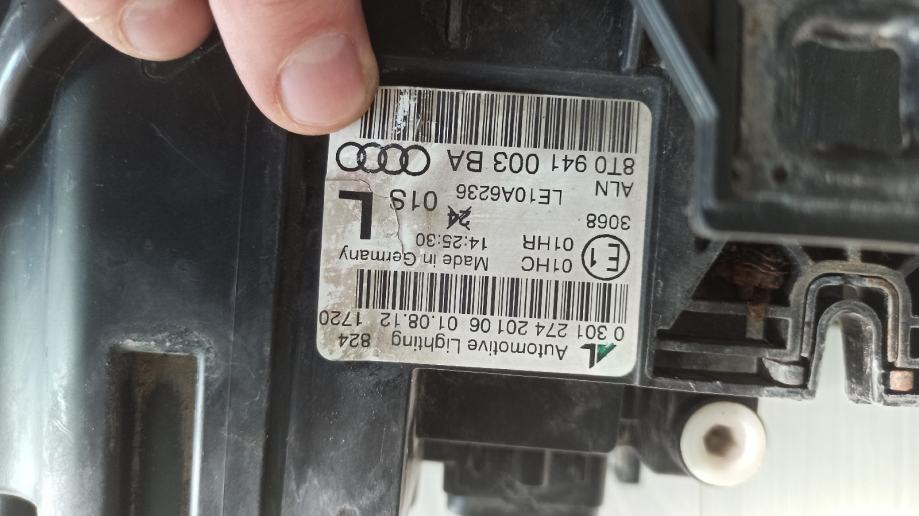 Automotive Lighting 824
0 301 274 201 06 01.08.12 1720
E1 01HC Made in Germany
01HR 14:25:30
3068 24 01S L
ALN LE10A6236
8T0 941 003 BA